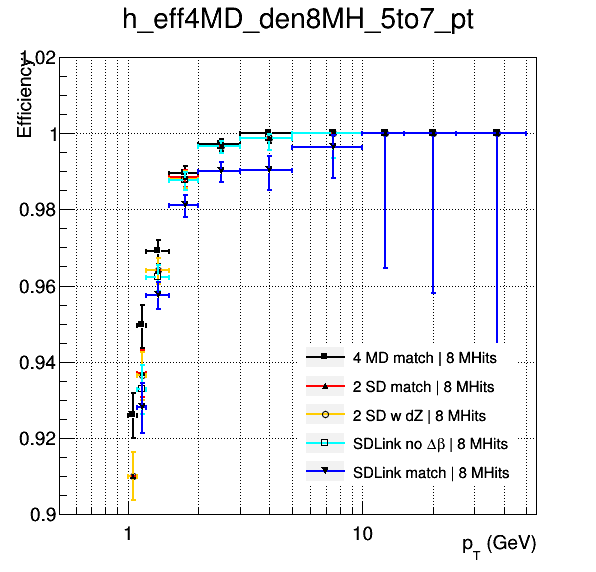 h_eff4MD_den8MH_5to7_pt
Efficiency
1.02
1
0.98
0.96
0.94
0.92
0.9
4 MD match | 8 MHits
2 SD match | 8 MHits
2 SD w dZ | 8 MHits
SDLink no Δβ | 8 MHits
SDLink match | 8 MHits
1
10
p_T (GeV)